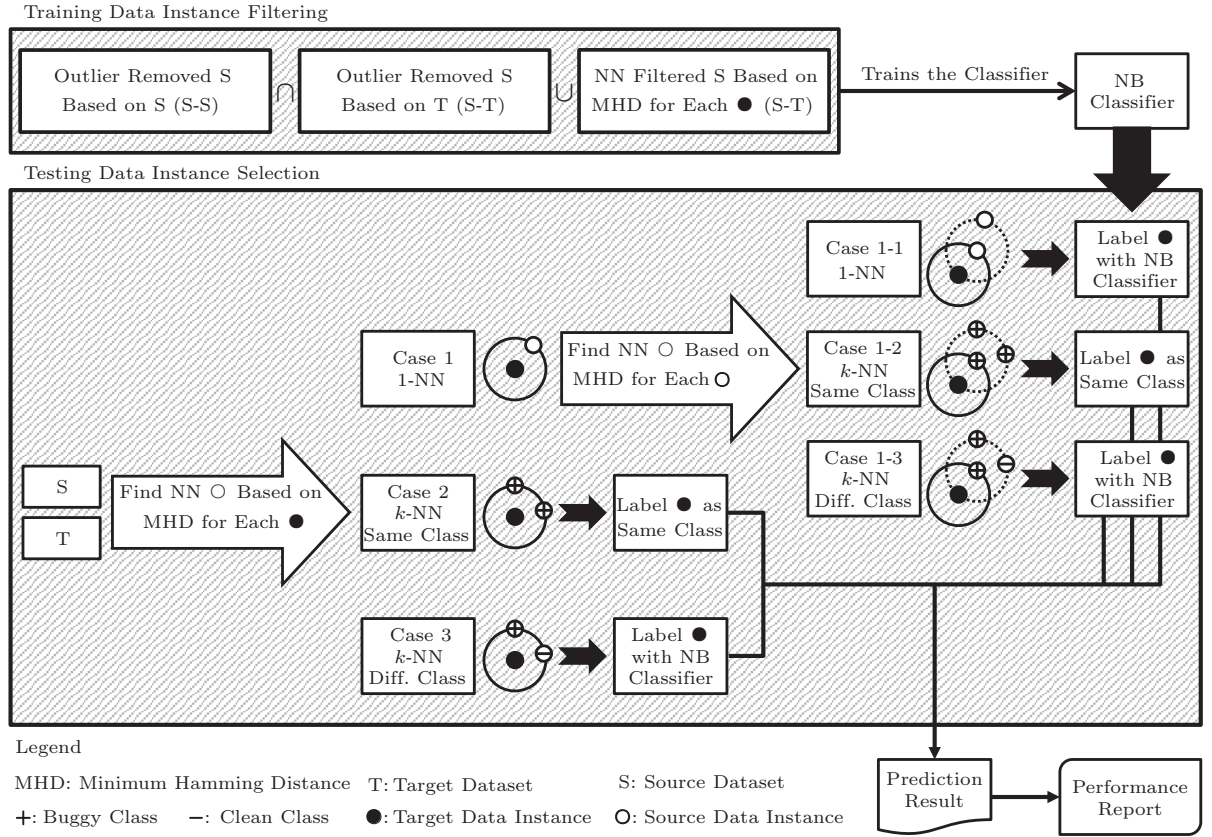 Training Data Instance Filtering
Outlier Removed S
Based on S (S-S)
∩
Outlier Removed S
Based on T (S-T)
∪
NN Filtered S Based on
MHD for Each ● (S-T)
Trains the Classifier
NB
Classifier
Testing Data Instance Selection
S
T
Find NN ○ Based on
MHD for Each ●
Case 1
1-NN
Find NN ○ Based on
MHD for Each ○
Case 1-1
1-NN
Label ●
with NB
Classifier
Case 1-2
k-NN
Same Class
Label ● as
Same Class
Case 1-3
k-NN
Diff. Class
Label ●
with NB
Classifier
Case 2
k-NN
Same Class
Label ● as
Same Class
Case 3
k-NN
Diff. Class
Label ●
with NB
Classifier
Legend
MHD: Minimum Hamming Distance
T: Target Dataset
S: Source Dataset
+: Buggy Class
−: Clean Class
●: Target Data Instance
○: Source Data Instance
Prediction
Result
Performance
Report